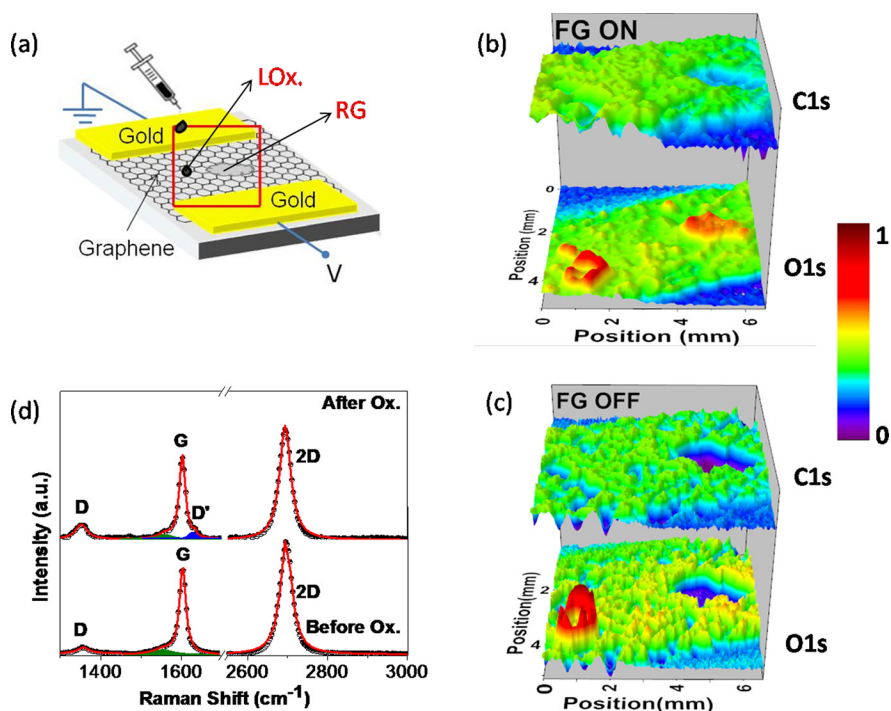 (a)
LOx.
RG
Gold
Gold
Graphene
V
(b)
FG ON
C1s
0
2
4
Position (mm)
O1s
0 2 4 6
Position (mm)
1
0
(c)
FG OFF
C1s
2
4
Position(mm)
O1s
0 2 4 6
Position(mm)
(d)
After Ox.
G
2D
D
D'
G
2D
D
Before Ox.
Intensity (a.u.)
1400 1600 2600 2800 3000
Raman Shift (cm-1)